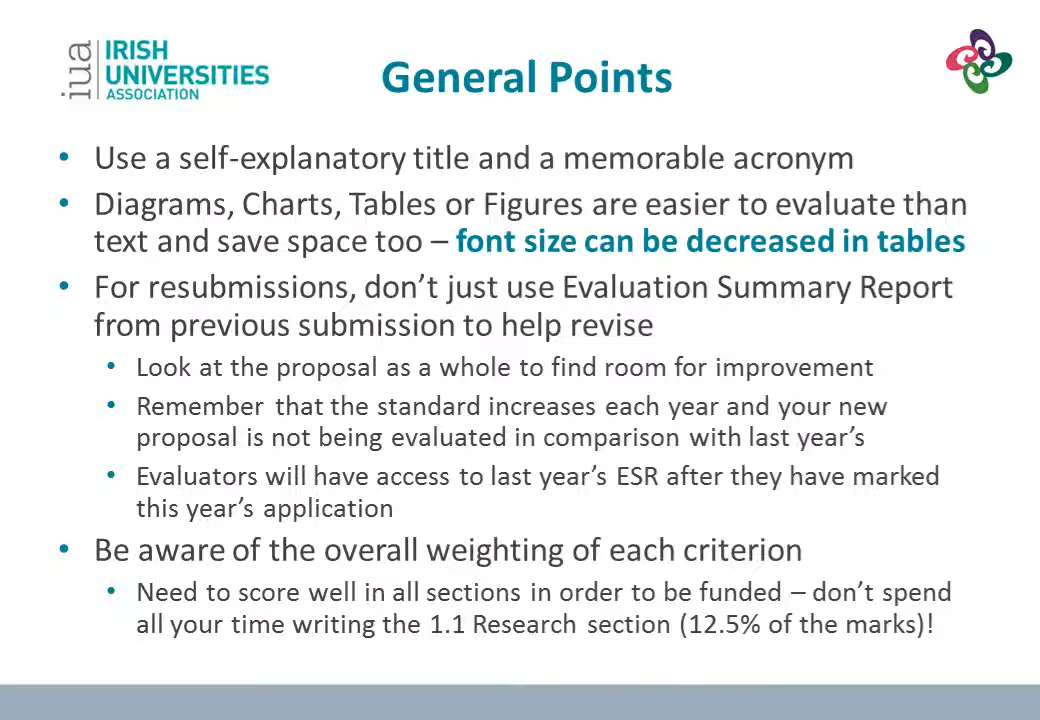 iua
IRISH
UNIVERSITIES
ASSOCIATION
General Points
• Use a self-explanatory title and a memorable acronym
• Diagrams, Charts, Tables or Figures are easier to evaluate than
text and save space too – font size can be decreased in tables
• For resubmissions, don’t just use Evaluation Summary Report
from previous submission to help revise
• Look at the proposal as a whole to find room for improvement
• Remember that the standard increases each year and your new
proposal is not being evaluated in comparison with last year’s
• Evaluators will have access to last year’s ESR after they have marked
this year’s application
• Be aware of the overall weighting of each criterion
• Need to score well in all sections in order to be funded – don’t spend
all your time writing the 1.1 Research section (12.5% of the marks)!